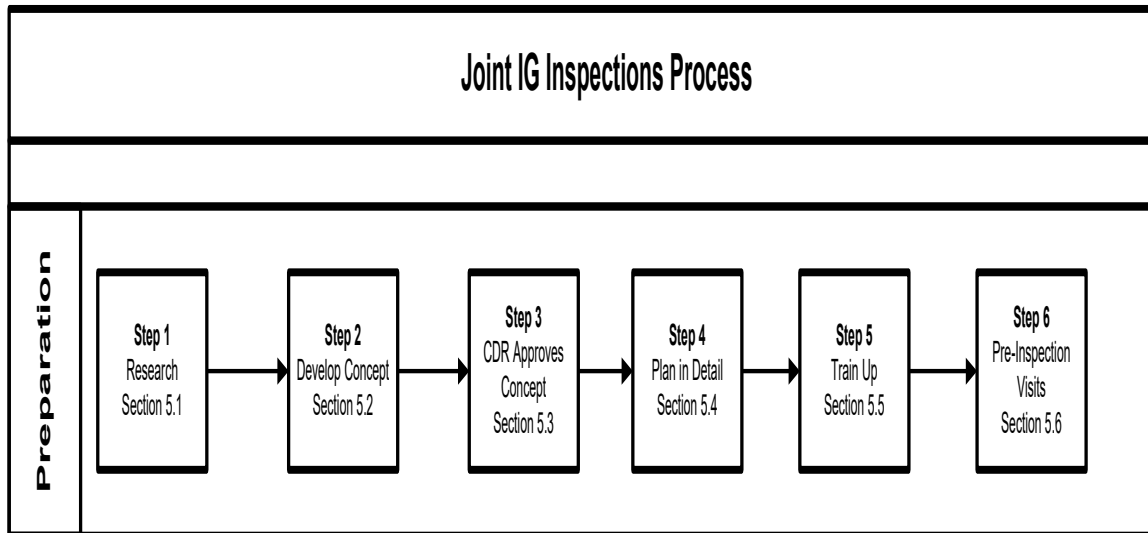 Joint IG Inspections Process
Preparation
Step 1
Research
Section 5.1
Step 2
Develop Concept
Section 5.2
Step 3
CDR Approves
Concept
Section 5.3
Step 4
Plan in Detail
Section 5.4
Step 5
Train Up
Section 5.5
Step 6
Pre-Inspection
Visits
Section 5.6